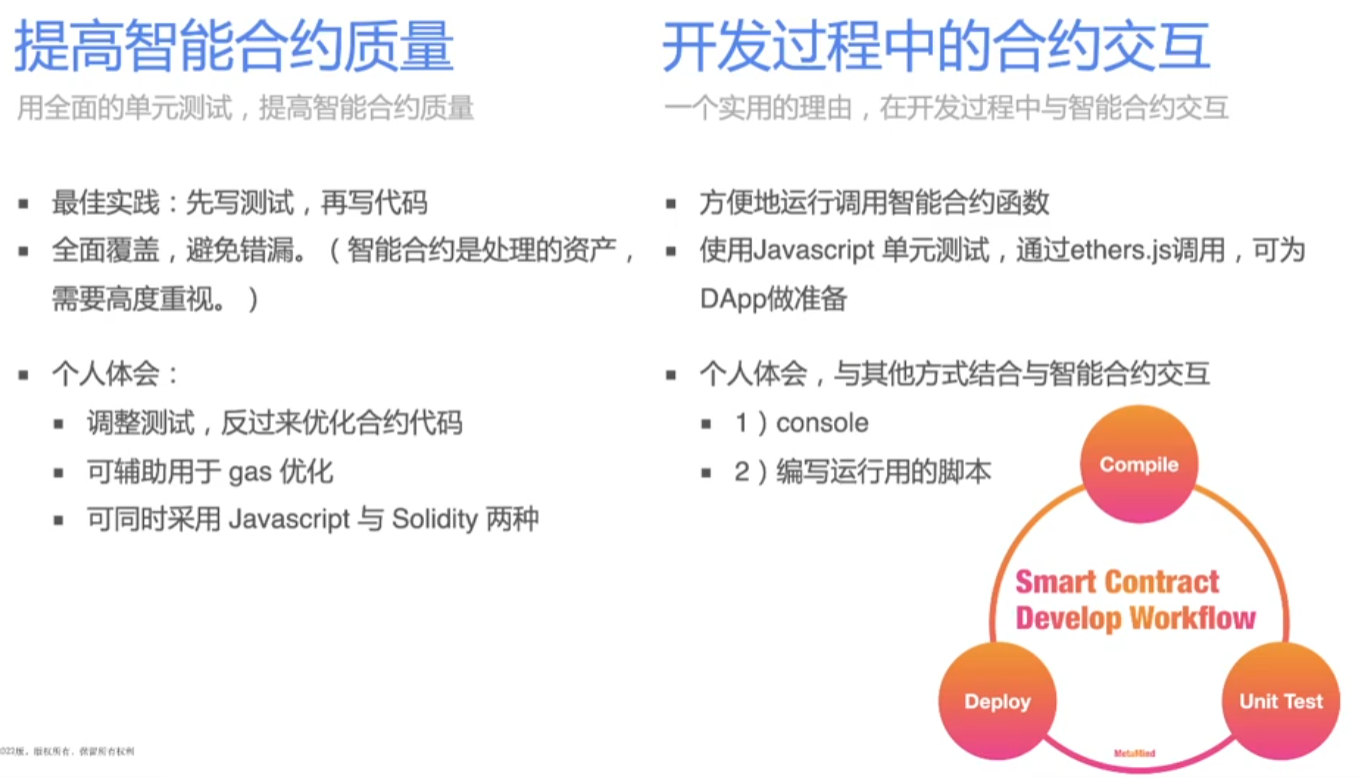 提高智能合约质量
用全面的单元测试，提高智能合约质量
▪ 最佳实践：先写测试，再写代码
▪ 全面覆盖，避免错漏。（智能合约是处理的资产，
需要高度重视。）
▪ 个人体会：
▪ 调整测试，反过来优化合约代码
▪ 可辅助用于 gas 优化
▪ 可同时采用 Javascript 与 Solidity 两种
开发过程中的合约交互
一个实用的理由，在开发过程中与智能合约交互
▪ 方便地运行调用智能合约函数
▪ 使用Javascript 单元测试，通过ethers.js调用，可为
DApp做准备
▪ 个人体会，与其他方式结合与智能合约交互
▪ 1）console
▪ 2）编写运行用的脚本
Compile
Smart Contract
Develop Workflow
Deploy
Unit Test
MetaMind
022版。版权所有，保留所有权利